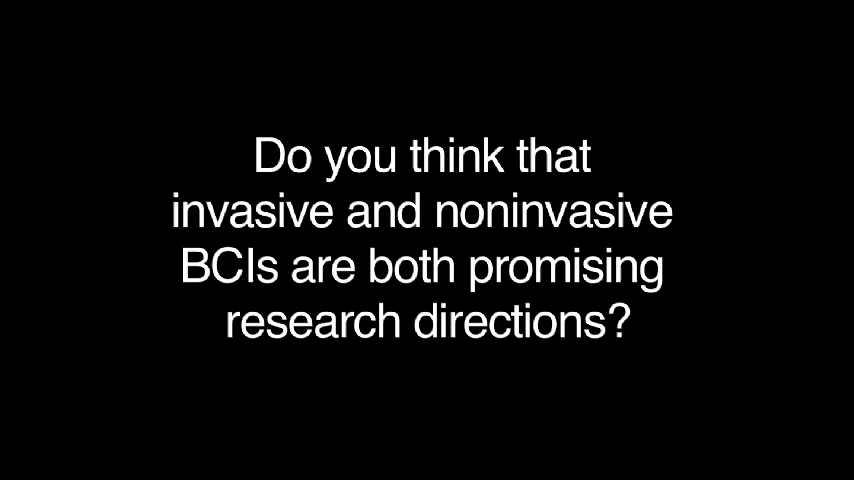 Do you think that
invasive and noninvasive
BCIs are both promising
research directions?